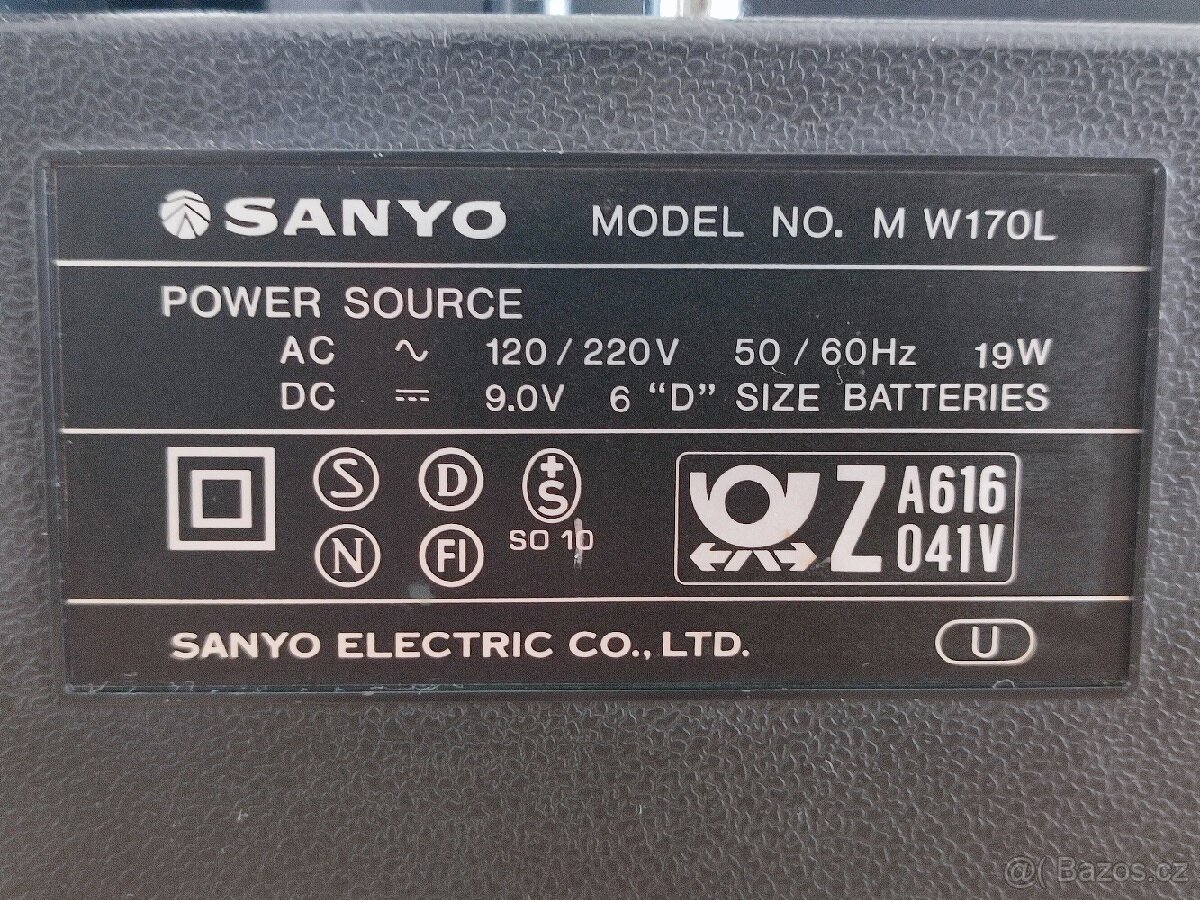 SANYO MODEL NO. M W170L
POWER SOURCE
AC ~ 120 / 220V 50 / 60Hz 19W
DC ⎓ 9.0V 6 “D” SIZE BATTERIES
S D +S
SO 10
N FI
Z A616
041V
SANYO ELECTRIC CO., LTD. U
@( Bazos.cz